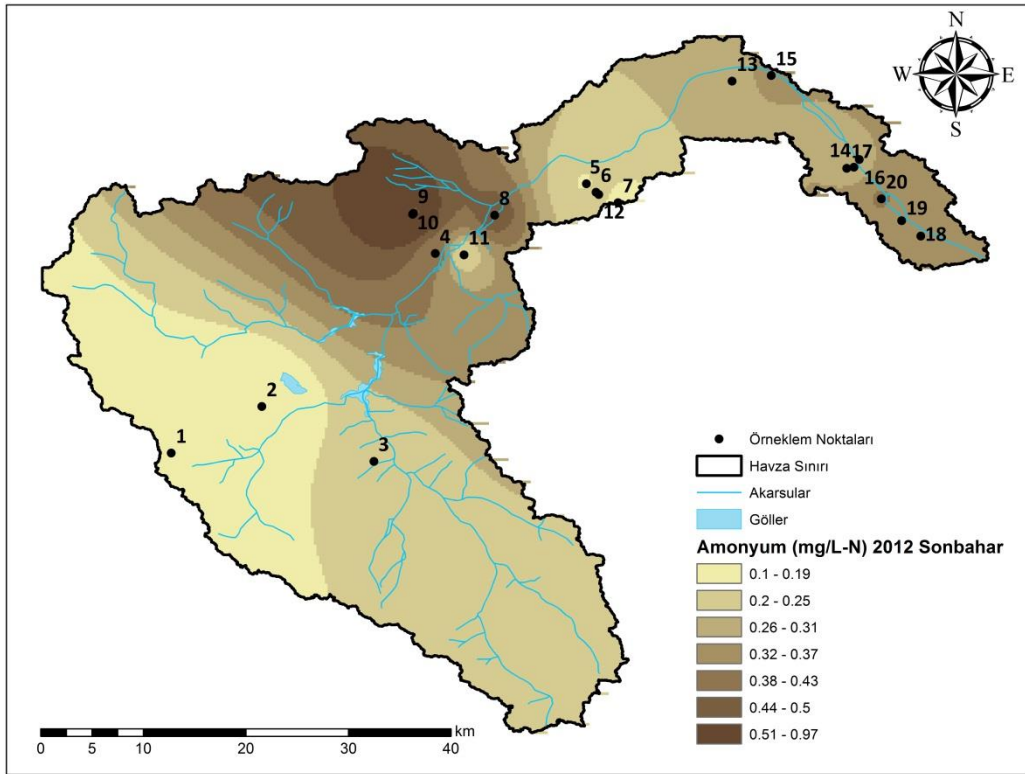 N
W E
S
13
15
14
17
16
20
19
18
5
6
7
12
9
10
8
4
11
2
1
3
Örneklem Noktaları
Havza Sınırı
Akarsular
Göller
Amonyum (mg/L-N) 2012 Sonbahar
0.1 - 0.19
0.2 - 0.25
0.26 - 0.31
0.32 - 0.37
0.38 - 0.43
0.44 - 0.5
0.51 - 0.97
km
0 5 10 20 30 40